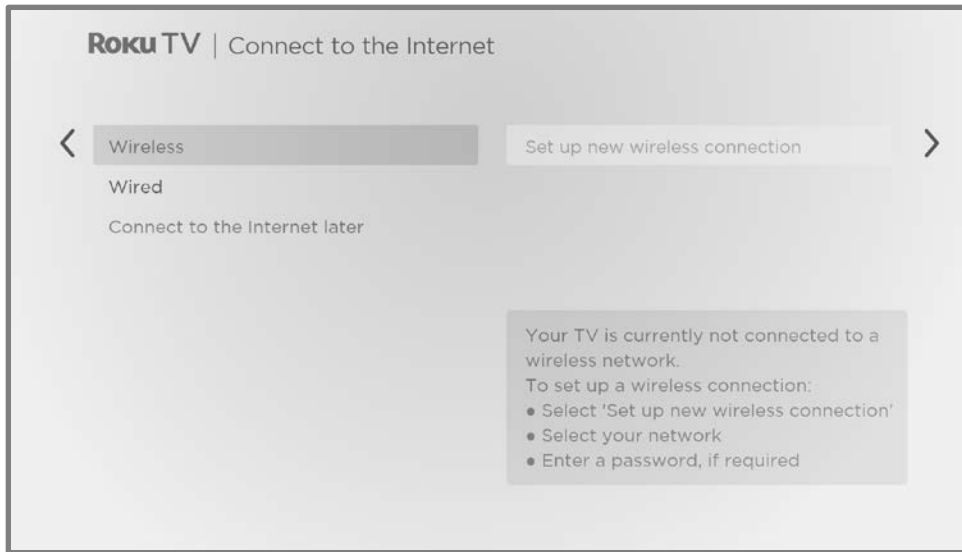 Roku TV | Connect to the Internet
Wireless
Set up new wireless connection
Wired
Connect to the Internet later
Your TV is currently not connected to a
wireless network.
To set up a wireless connection:
● Select 'Set up new wireless connection'
● Select your network
● Enter a password, if required